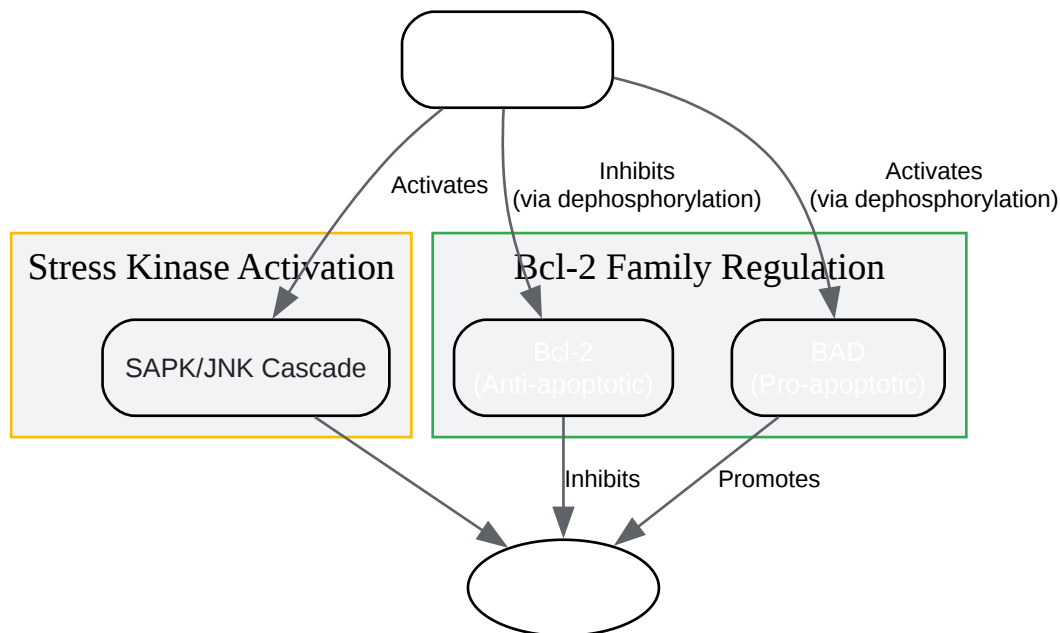 Activates
Inhibits
(via dephosphorylation)
Activates
(via dephosphorylation)
Stress Kinase Activation
Bcl-2 Family Regulation
SAPK/JNK Cascade
Bcl-2
(Anti-apoptotic)
BAD
(Pro-apoptotic)
Inhibits
Promotes